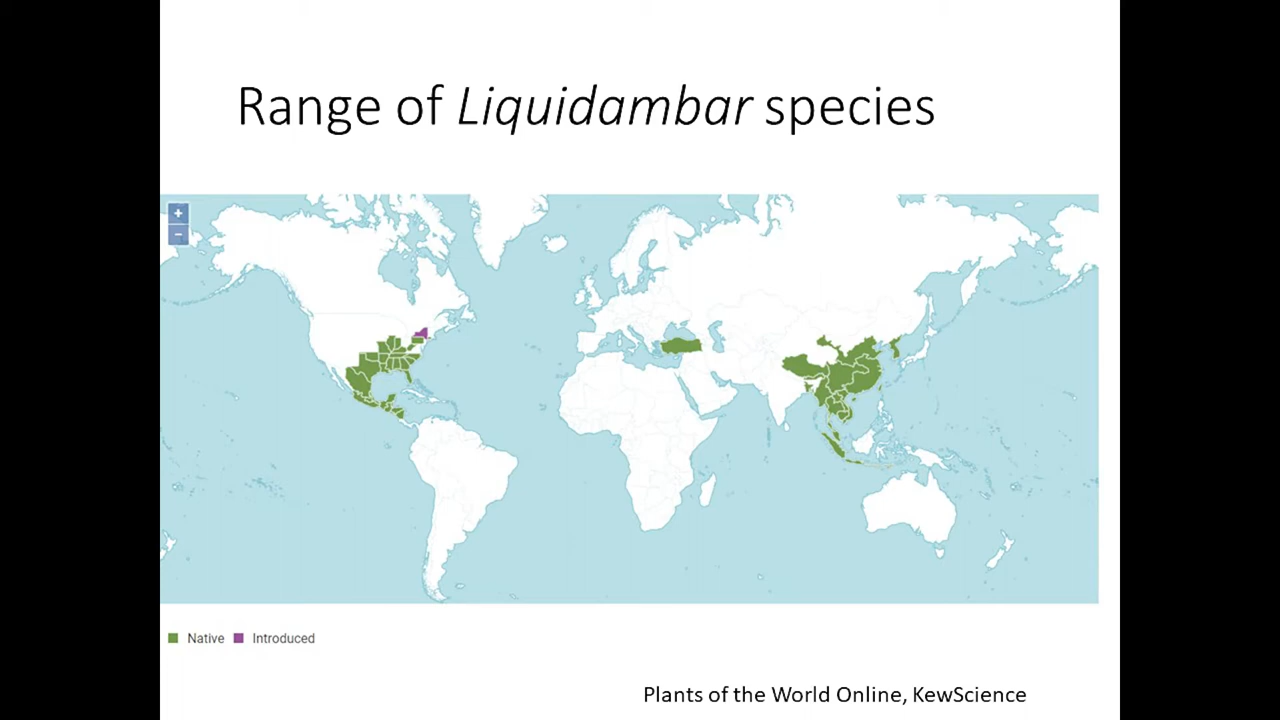 Range of Liquidambar species
+
−
Native Introduced
Plants of the World Online, KewScience